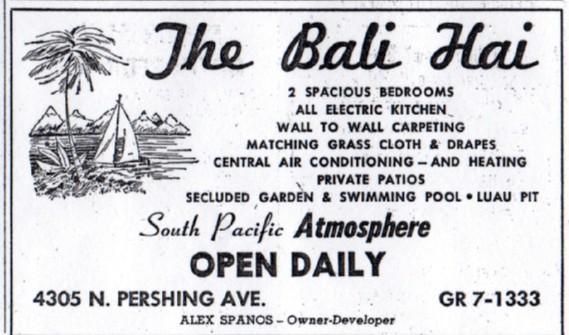 The Bali Hai
2 SPACIOUS BEDROOMS
ALL ELECTRIC KITCHEN
WALL TO WALL CARPETING
MATCHING GRASS CLOTH & DRAPES
CENTRAL AIR CONDITIONING – AND HEATING
PRIVATE PATIOS
SECLUDED GARDEN & SWIMMING POOL • LUAU PIT
South Pacific Atmosphere
OPEN DAILY
4305 N. PERSHING AVE. GR 7-1333
ALEX SPANOS – Owner-Developer